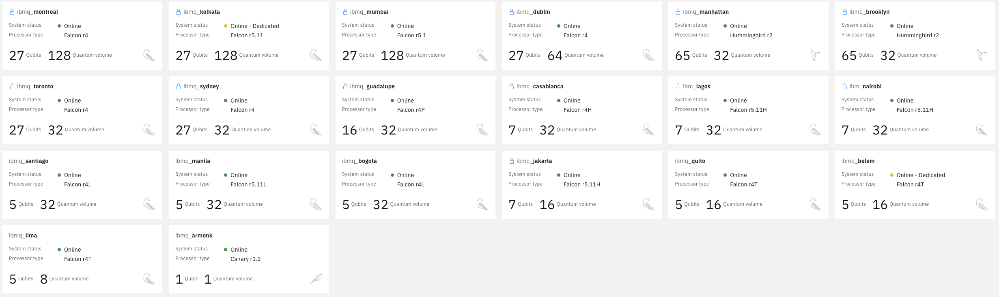 ibmq_montreal
System status Online
Processor type Falcon r4
27 Qubits 128 Quantum volume
ibmq_kolkata
System status Online - Dedicated
Processor type Falcon r5.11
27 Qubits 128 Quantum volume
ibmq_mumbai
System status Online
Processor type Falcon r5.1
27 Qubits 128 Quantum volume
ibmq_dublin
System status Online
Processor type Falcon r4
27 Qubits 64 Quantum volume
ibmq_manhattan
System status Online
Processor type Hummingbird r2
65 Qubits 32 Quantum volume
ibmq_brooklyn
System status Online
Processor type Hummingbird r2
65 Qubits 32 Quantum volume
ibmq_toronto
System status Online
Processor type Falcon r4
27 Qubits 32 Quantum volume
ibmq_sydney
System status Online
Processor type Falcon r4
27 Qubits 32 Quantum volume
ibmq_guadalupe
System status Online
Processor type Falcon r4P
16 Qubits 32 Quantum volume
ibmq_casablanca
System status Online
Processor type Falcon r4H
7 Qubits 32 Quantum volume
ibm_lagos
System status Online
Processor type Falcon r5.11H
7 Qubits 32 Quantum volume
ibm_nairobi
System status Online
Processor type Falcon r5.11H
7 Qubits 32 Quantum volume
ibmq_santiago
System status Online
Processor type Falcon r4L
5 Qubits 32 Quantum volume
ibmq_manila
System status Online
Processor type Falcon r5.11L
5 Qubits 32 Quantum volume
ibmq_bogota
System status Online
Processor type Falcon r4L
5 Qubits 32 Quantum volume
ibmq_jakarta
System status Online
Processor type Falcon r5.11H
7 Qubits 16 Quantum volume
ibmq_quito
System status Online
Processor type Falcon r4T
5 Qubits 16 Quantum volume
ibmq_belem
System status Online - Dedicated
Processor type Falcon r4T
5 Qubits 16 Quantum volume
ibmq_lima
System status Online
Processor type Falcon r4T
5 Qubits 8 Quantum volume
ibmq_armonk
System status Online
Processor type Canary r1.2
1 Qubit 1 Quantum volume